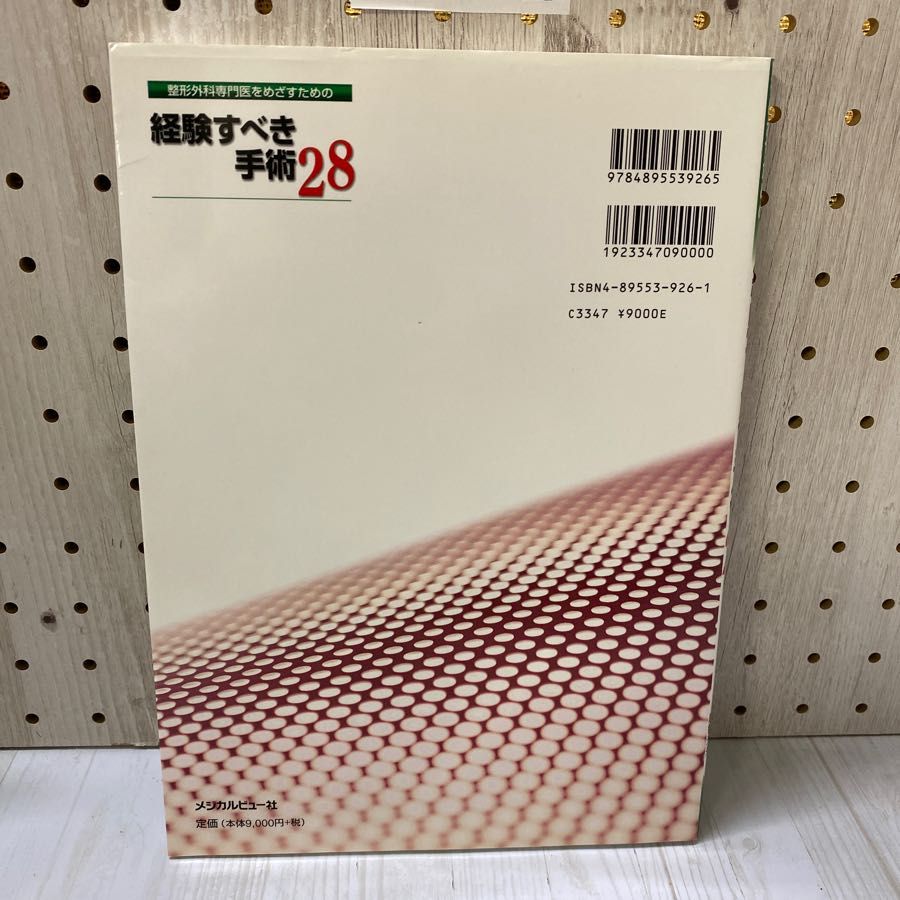 整形外科専門医をめざすための
経験すべき
手術28
9784895539265
1923347090000
ISBN4-89553-926-1
C3347 ¥9000E
メジカルビュー社
定価(本体9,000円+税)